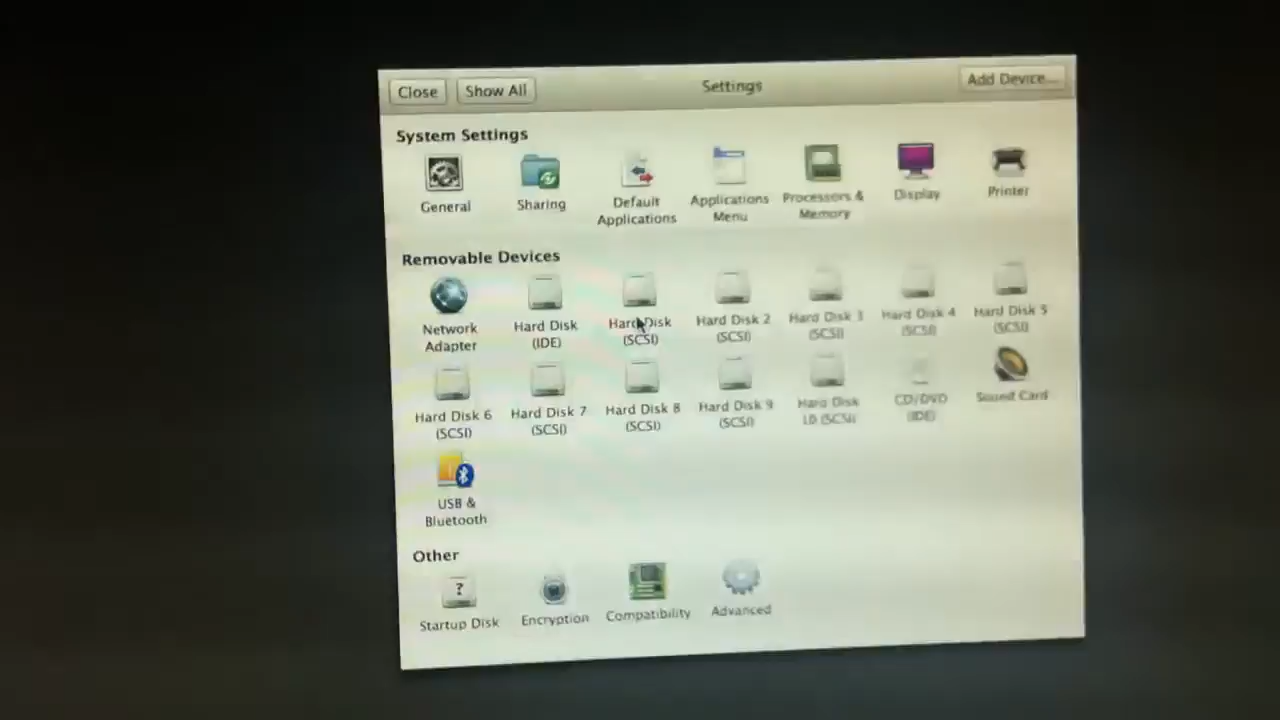 Close
Show All
Settings
Add Device...
System Settings
General
Sharing
Default
Applications
Applications
Menu
Processors &
Memory
Display
Printer
Removable Devices
Network
Adapter
Hard Disk
(IDE)
Hard Disk
(SCSI)
Hard Disk 2
(SCSI)
Hard Disk 3
(SCSI)
Hard Disk 4
(SCSI)
Hard Disk 5
(SCSI)
Hard Disk 6
(SCSI)
Hard Disk 7
(SCSI)
Hard Disk 8
(SCSI)
Hard Disk 9
(SCSI)
Hard Disk
10 (SCSI)
CD/DVD
(IDE)
Sound Card
USB &
Bluetooth
Other
?
Startup Disk
Encryption
Compatibility
Advanced